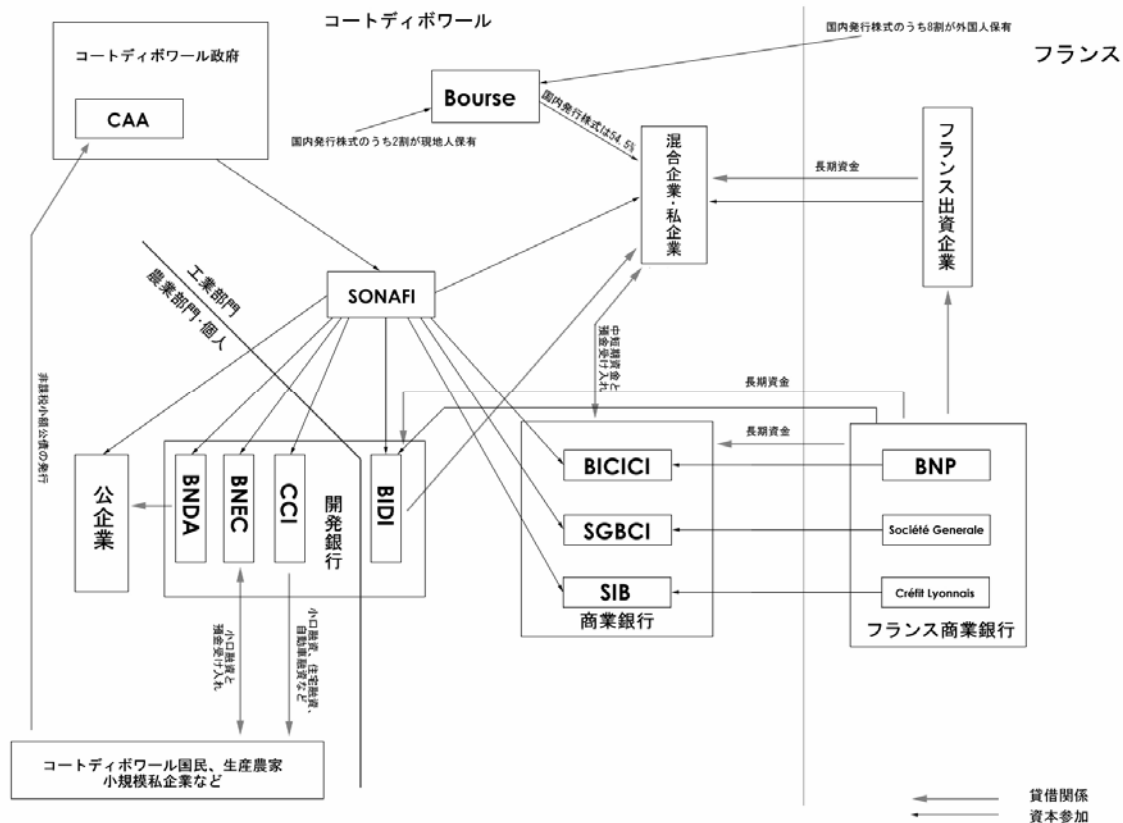 コートディボワール
国内発行株式のうち8割が外国人保有
フランス
コートディボワール政府
CAA
Bourse
国内発行株式は54.5%
国内発行株式のうち2割が現地人保有
混合企業・私企業
長期資金
フランス出資企業
工業部門
農業部門・個人
SONAFI
中短期資金と
預金受け入れ
非課税小額公債の発行
長期資金
長期資金
公企業
BNDA
BNEC
CCI
開発銀行
BIDI
BICICI
SGBCI
SIB
商業銀行
BNP
Société Generale
Créfit Lyonnais
フランス商業銀行
小口融資と
預金受け入れ
小口融資、住宅融資、
自動車融資など
コートディボワール国民、生産農家
小規模私企業など
貸借関係
資本参加